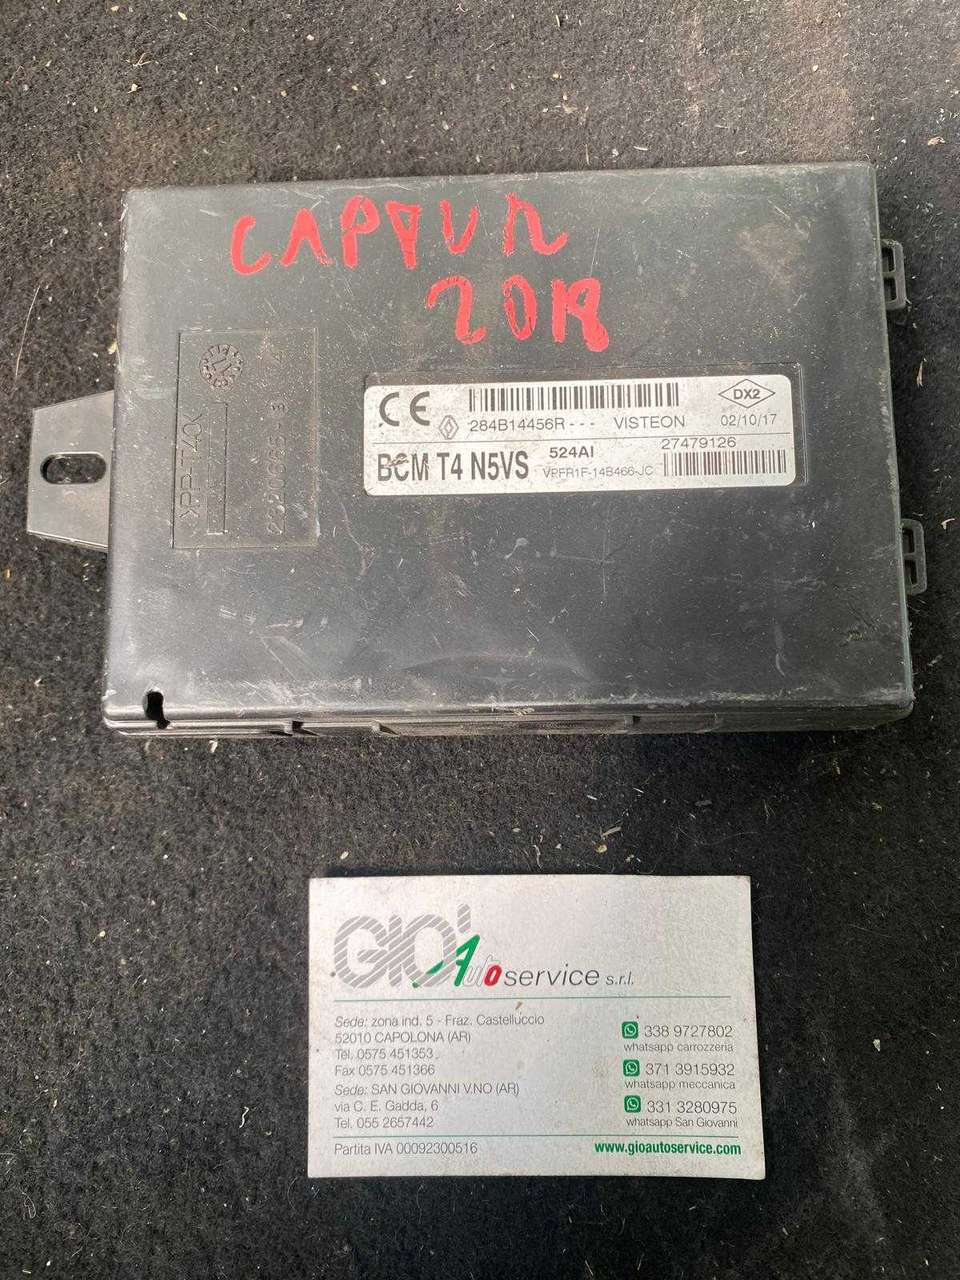 CAPTUR
2018
>PP-T40<
CE
284B14456R--- VISTEON
DX2
02/10/17
BCM T4 N5VS
524AI
27479126
VPFR1F-14B466-JC
GIO' Autoservice s.r.l.
Sede: zona ind. 5 - Fraz. Castelluccio
52010 CAPOLONA (AR)
Tel. 0575 451353
Fax 0575 451366
Sede: SAN GIOVANNI V.NO (AR)
via C. E. Gadda, 6
Tel. 055 2657442
338 9727802
whatsapp carrozzeria
371 3915932
whatsapp meccanica
331 3280975
whatsapp San Giovanni
Partita IVA 00092300516
www.gioautoservice.com